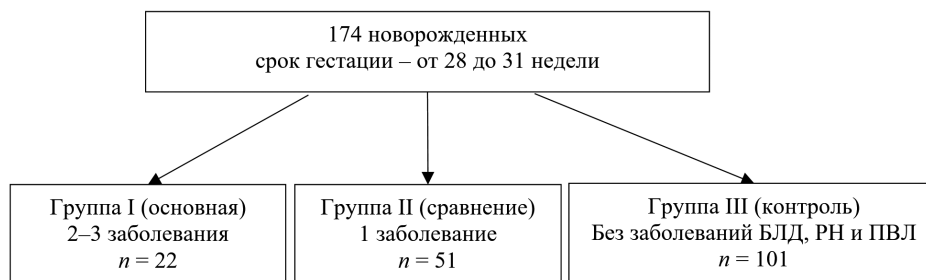 174 новорожденных
срок гестации – от 28 до 31 недели
Группа I (основная)
2–3 заболевания
n = 22
Группа II (сравнение)
1 заболевание
n = 51
Группа III (контроль)
Без заболеваний БЛД, РН и ПВЛ
n = 101